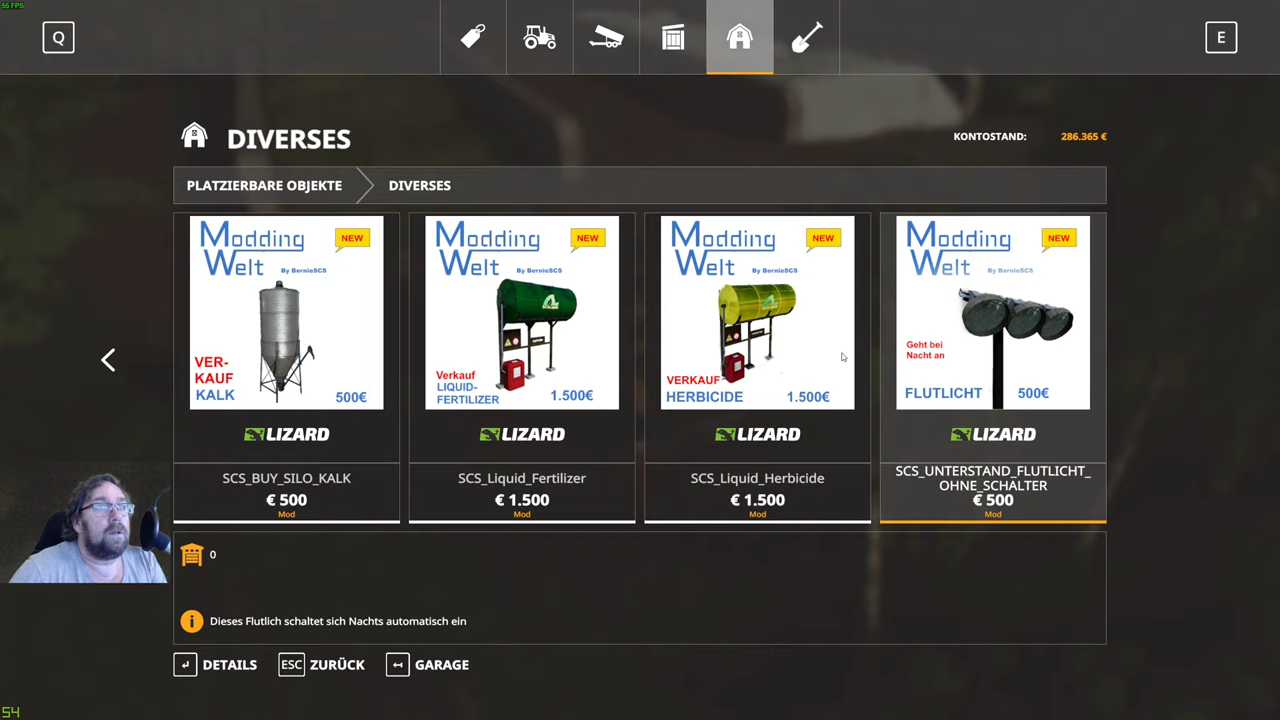 55 FPS
Q
E
DIVERSES
KONTOSTAND: 286.365 €
PLATZIERBARE OBJEKTE DIVERSES
Modding
Welt
NEW
By BernieSCS
VER-
KAUF
KALK
500€
LIZARD
SCS_BUY_SILO_KALK
€ 500
Mod
Modding
Welt
NEW
By BernieSCS
Verkauf
LIQUID-
FERTILIZER
1.500€
LIZARD
SCS_Liquid_Fertilizer
€ 1.500
Mod
Modding
Welt
NEW
By BernieSCS
VERKAUF
HERBICIDE
1.500€
LIZARD
SCS_Liquid_Herbicide
€ 1.500
Mod
Modding
Welt
NEW
By BernieSCS
Geht bei
Nacht an
FLUTLICHT
500€
LIZARD
SCS_UNTERSTAND_FLUTLICHT_
OHNE_SCHALTER
€ 500
Mod
0
i Dieses Flutlich schaltet sich Nachts automatisch ein
DETAILS ESC ZURÜCK GARAGE
54